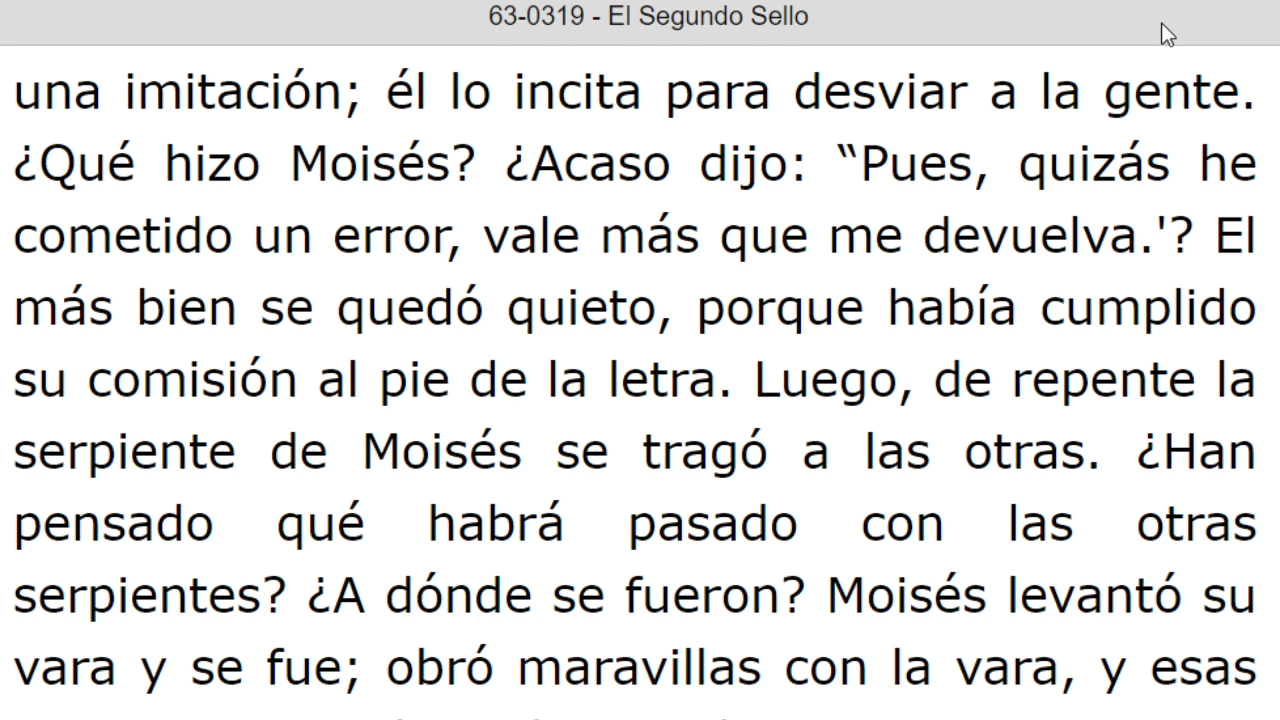 63-0319 - El Segundo Sello
una imitación; él lo incita para desviar a la gente.
¿Qué hizo Moisés? ¿Acaso dijo: “Pues, quizás he
cometido un error, vale más que me devuelva.'? El
más bien se quedó quieto, porque había cumplido
su comisión al pie de la letra. Luego, de repente la
serpiente de Moisés se tragó a las otras. ¿Han
pensado qué habrá pasado con las otras
serpientes? ¿A dónde se fueron? Moisés levantó su
vara y se fue; obró maravillas con la vara, y esas